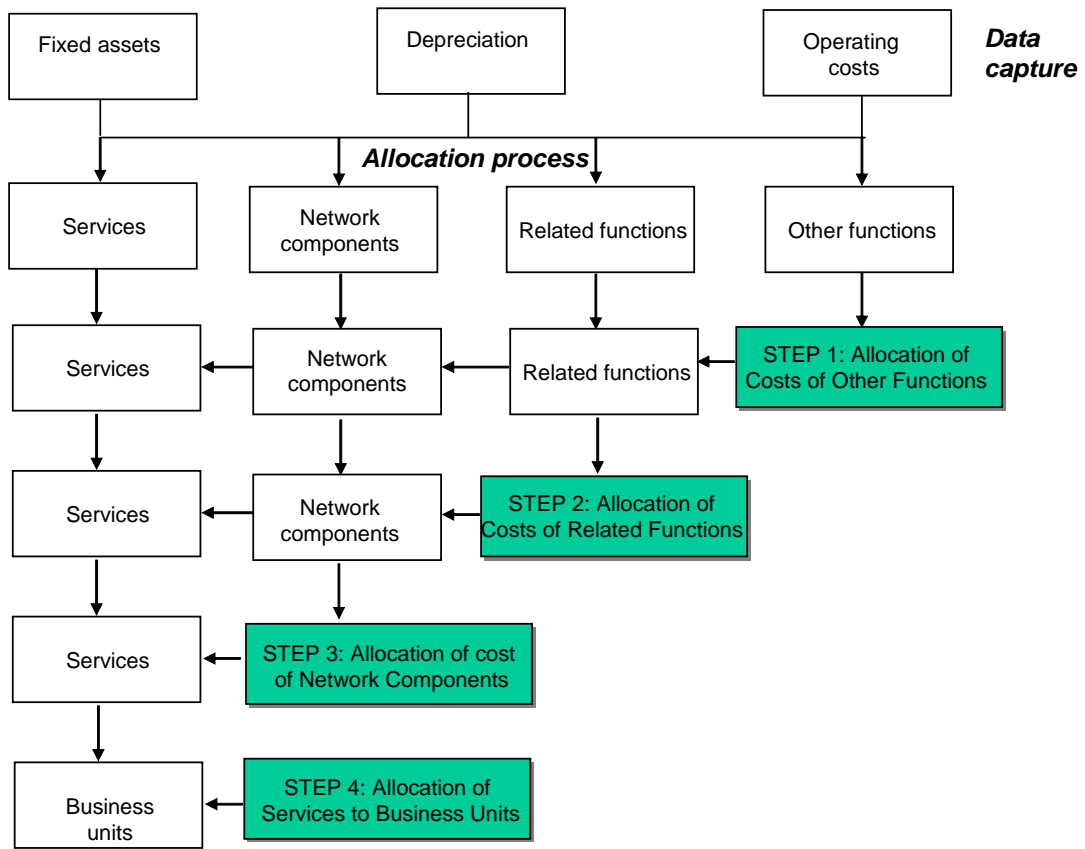 Fixed assets
Depreciation
Operating
costs
Data
capture
Allocation process
Services
Network
components
Related functions
Other functions
Services
Network
components
Related functions
STEP 1: Allocation of
Costs of Other Functions
Services
Network
components
STEP 2: Allocation of
Costs of Related Functions
Services
STEP 3: Allocation of cost
of Network Components
Business
units
STEP 4: Allocation of
Services to Business Units